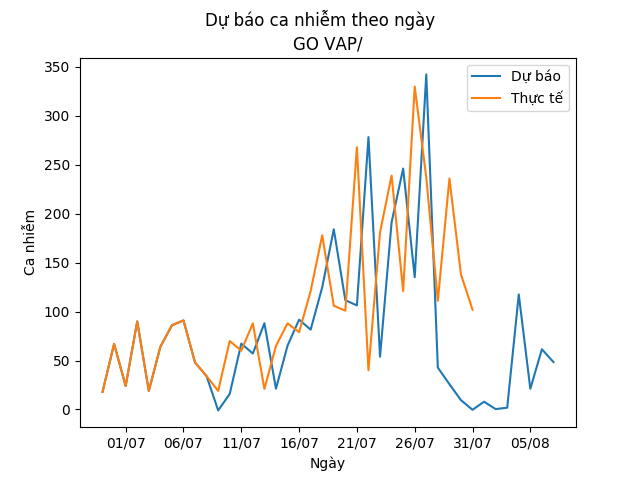 Dự báo ca nhiễm theo ngày
GO VAP/
Dự báo
Thực tế
350
300
250
200
150
100
50
0
Ca nhiễm
01/07 06/07 11/07 16/07 21/07 26/07 31/07 05/08
Ngày